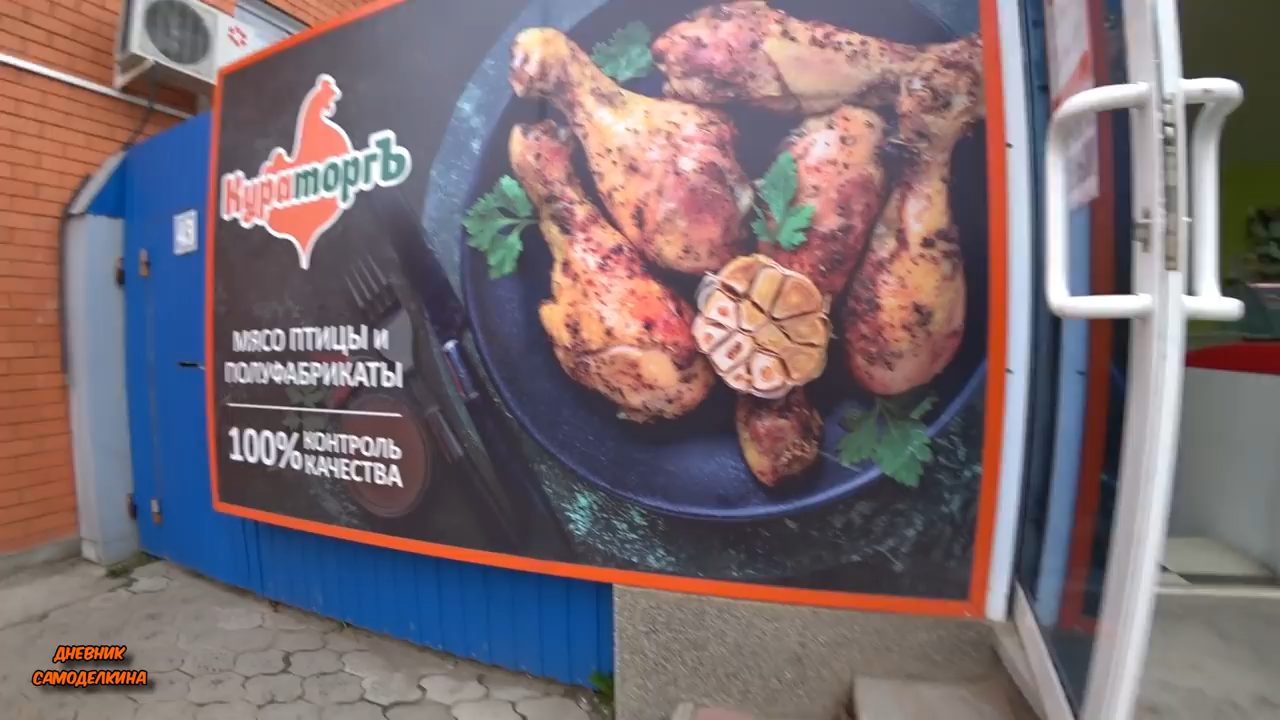 КураторгЪ
МЯСО ПТИЦЫ И
ПОЛУФАБРИКАТЫ
100% КОНТРОЛЬ
КАЧЕСТВА
ДНЕВНИК
САМОДЕЛКИНА